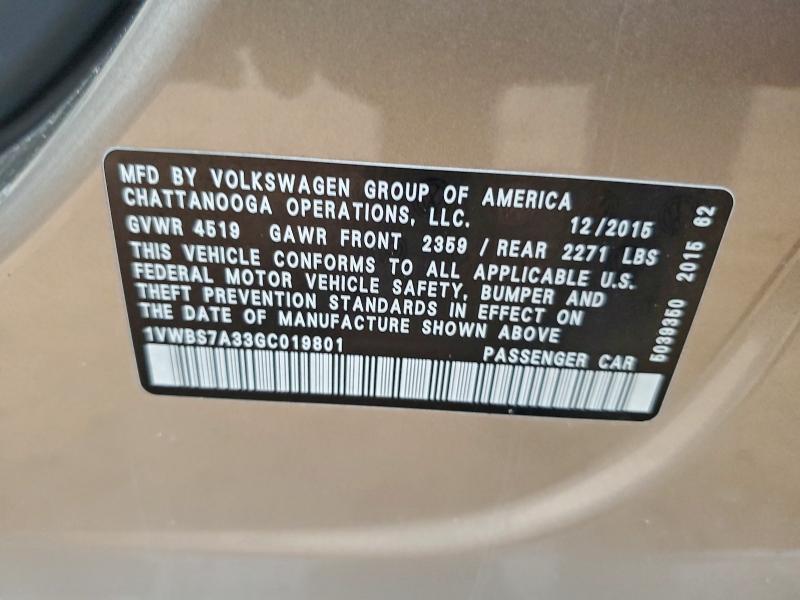 MFD BY VOLKSWAGEN GROUP OF AMERICA
CHATTANOOGA OPERATIONS, LLC. 12/2015
GVWR 4519 GAWR FRONT 2359 / REAR 2271 LBS
THIS VEHICLE CONFORMS TO ALL APPLICABLE U.S.
FEDERAL MOTOR VEHICLE SAFETY, BUMPER AND
THEFT PREVENTION STANDARDS IN EFFECT ON
THE DATE OF MANUFACTURE SHOWN ABOVE
1VWBS7A33GC019801 PASSENGER CAR
5039350 2015 62